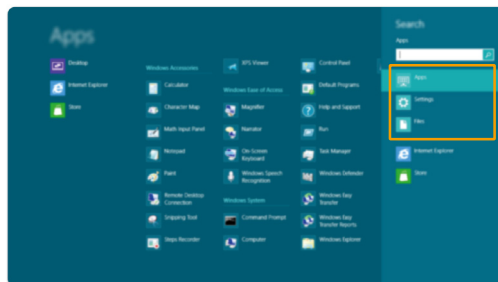 Apps
Desktop
Internet Explorer
Store
Windows Accessories
Calculator
Character Map
Math Input Panel
Notepad
Paint
Remote Desktop
Connection
Snipping Tool
Steps Recorder
XPS Viewer
Windows Ease of Access
Magnifier
Narrator
On-Screen
Keyboard
Windows Speech
Recognition
Windows System
Command Prompt
Computer
Control Panel
Default Programs
Help and Support
Run
Task Manager
Windows Defender
Windows Easy
Transfer
Windows Easy
Transfer Reports
Windows Explorer
Search
Apps
Apps
Settings
Files
Internet Explorer
Store